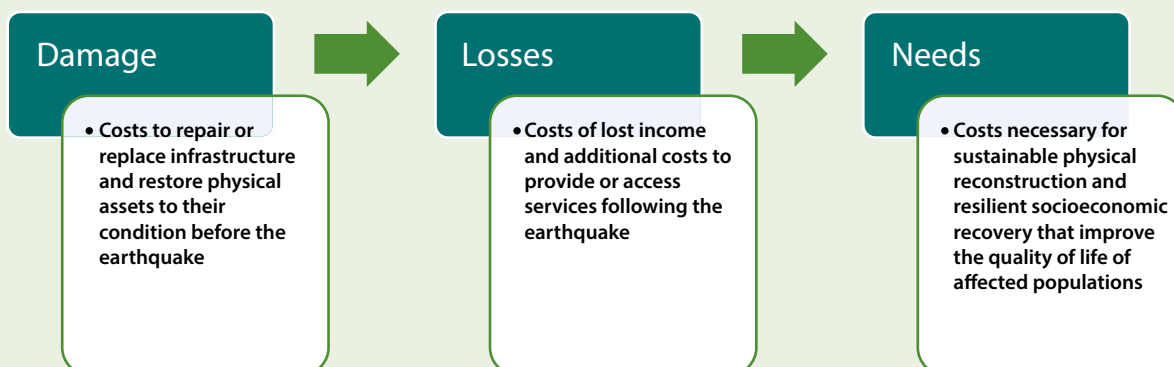 Damage
• Costs to repair or
replace infrastructure
and restore physical
assets to their
condition before the
earthquake
Losses
• Costs of lost income
and additional costs to
provide or access
services following the
earthquake
Needs
• Costs necessary for
sustainable physical
reconstruction and
resilient socioeconomic
recovery that improve
the quality of life of
affected populations